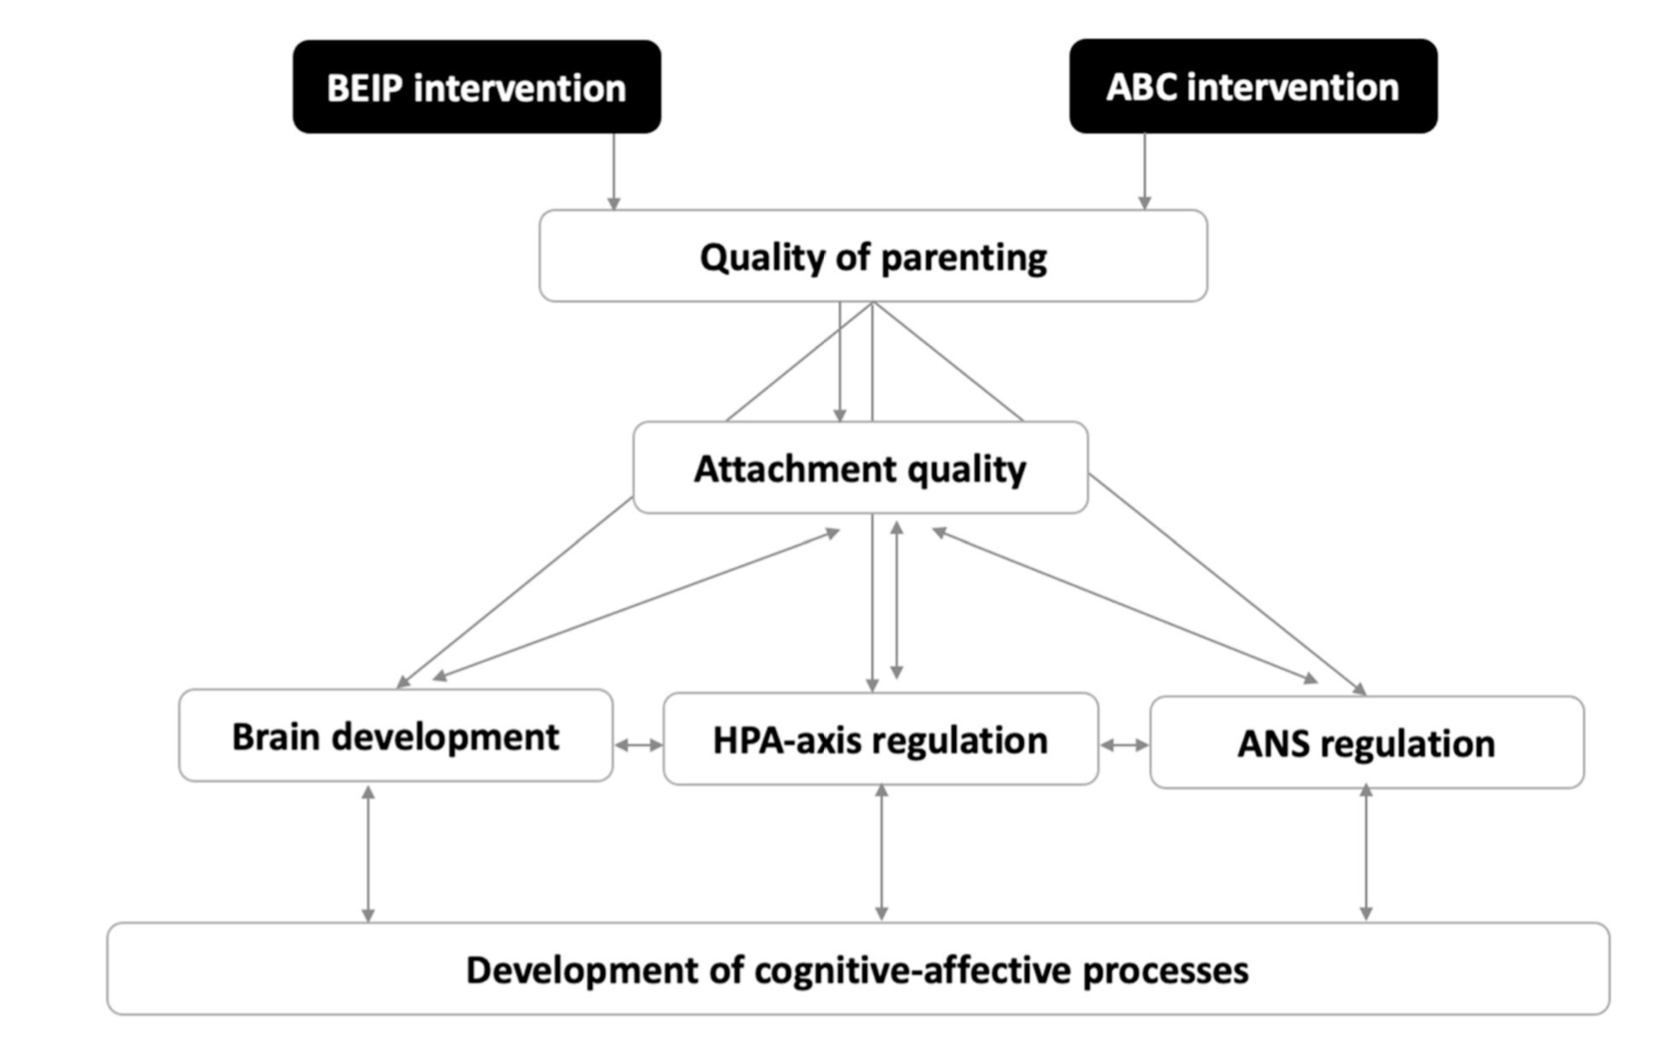 BEIP intervention
ABC intervention
Quality of parenting
Attachment quality
Brain development
HPA-axis regulation
ANS regulation
Development of cognitive-affective processes